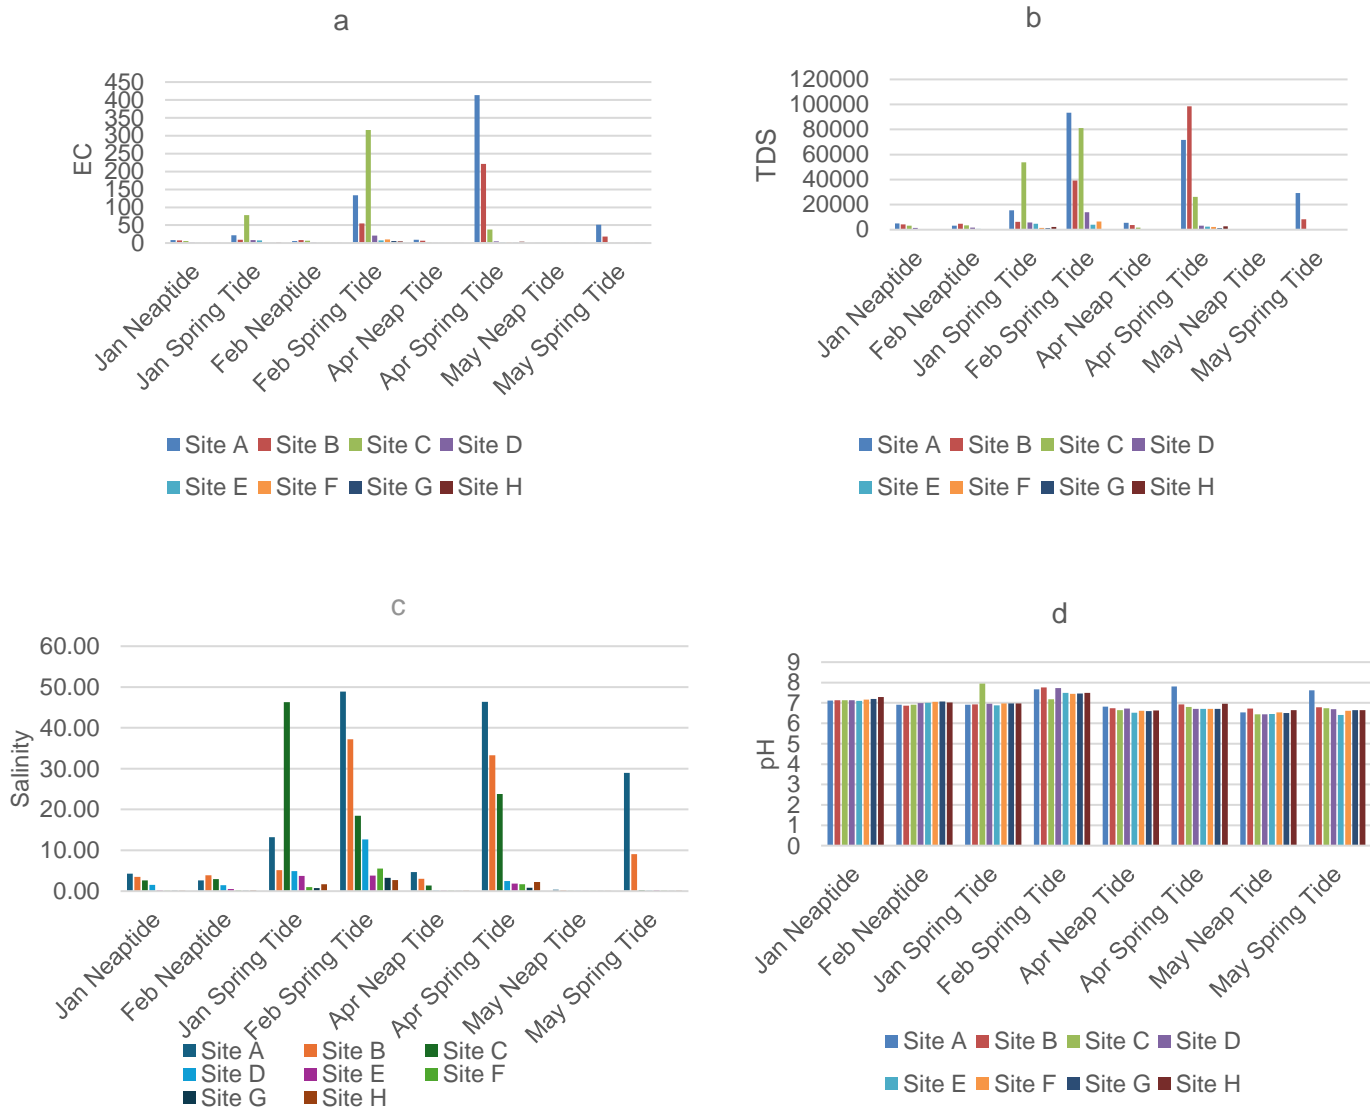 a
450
400
350
300
250
200
150
100
50
0
EC
Jan Neaptide
Jan Spring Tide
Feb Neaptide
Feb Spring Tide
Apr Neap Tide
Apr Spring Tide
May Neap Tide
May Spring Tide
Site A Site B Site C Site D
Site E Site F Site G Site H
b
120000
100000
80000
60000
40000
20000
0
TDS
Jan Neaptide
Feb Neaptide
Jan Spring Tide
Feb Spring Tide
Apr Neap Tide
Apr Spring Tide
May Neap Tide
May Spring Tide
Site A Site B Site C Site D
Site E Site F Site G Site H
c
60.00
50.00
40.00
30.00
20.00
10.00
0.00
Salinity
Jan Neaptide
Feb Neaptide
Jan Spring Tide
Feb Spring Tide
Apr Neap Tide
Apr Spring Tide
May Neap Tide
May Spring Tide
Site A Site B Site C
Site D Site E Site F
Site G Site H
d
9
8
7
6
5
4
3
2
1
0
pH
Jan Neaptide
Feb Neaptide
Jan Spring Tide
Feb Spring Tide
Apr Neap Tide
Apr Spring Tide
May Neap Tide
May Spring Tide
Site A Site B Site C Site D
Site E Site F Site G Site H